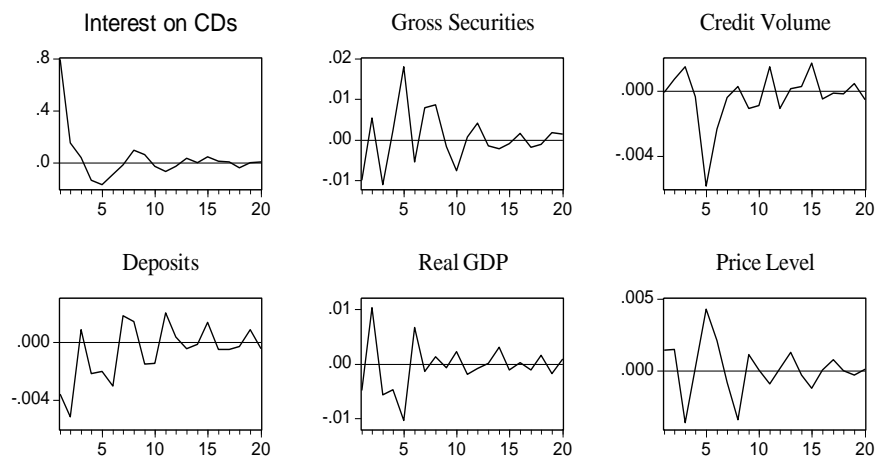 Interest on CDs
Gross Securities
Credit Volume
.8
.4
.0
5 10 15 20
.02
.01
.00
-.01
5 10 15 20
.000
-.004
5 10 15 20
Deposits
Real GDP
Price Level
.000
-.004
5 10 15 20
.01
.00
-.01
5 10 15 20
.005
.000
5 10 15 20